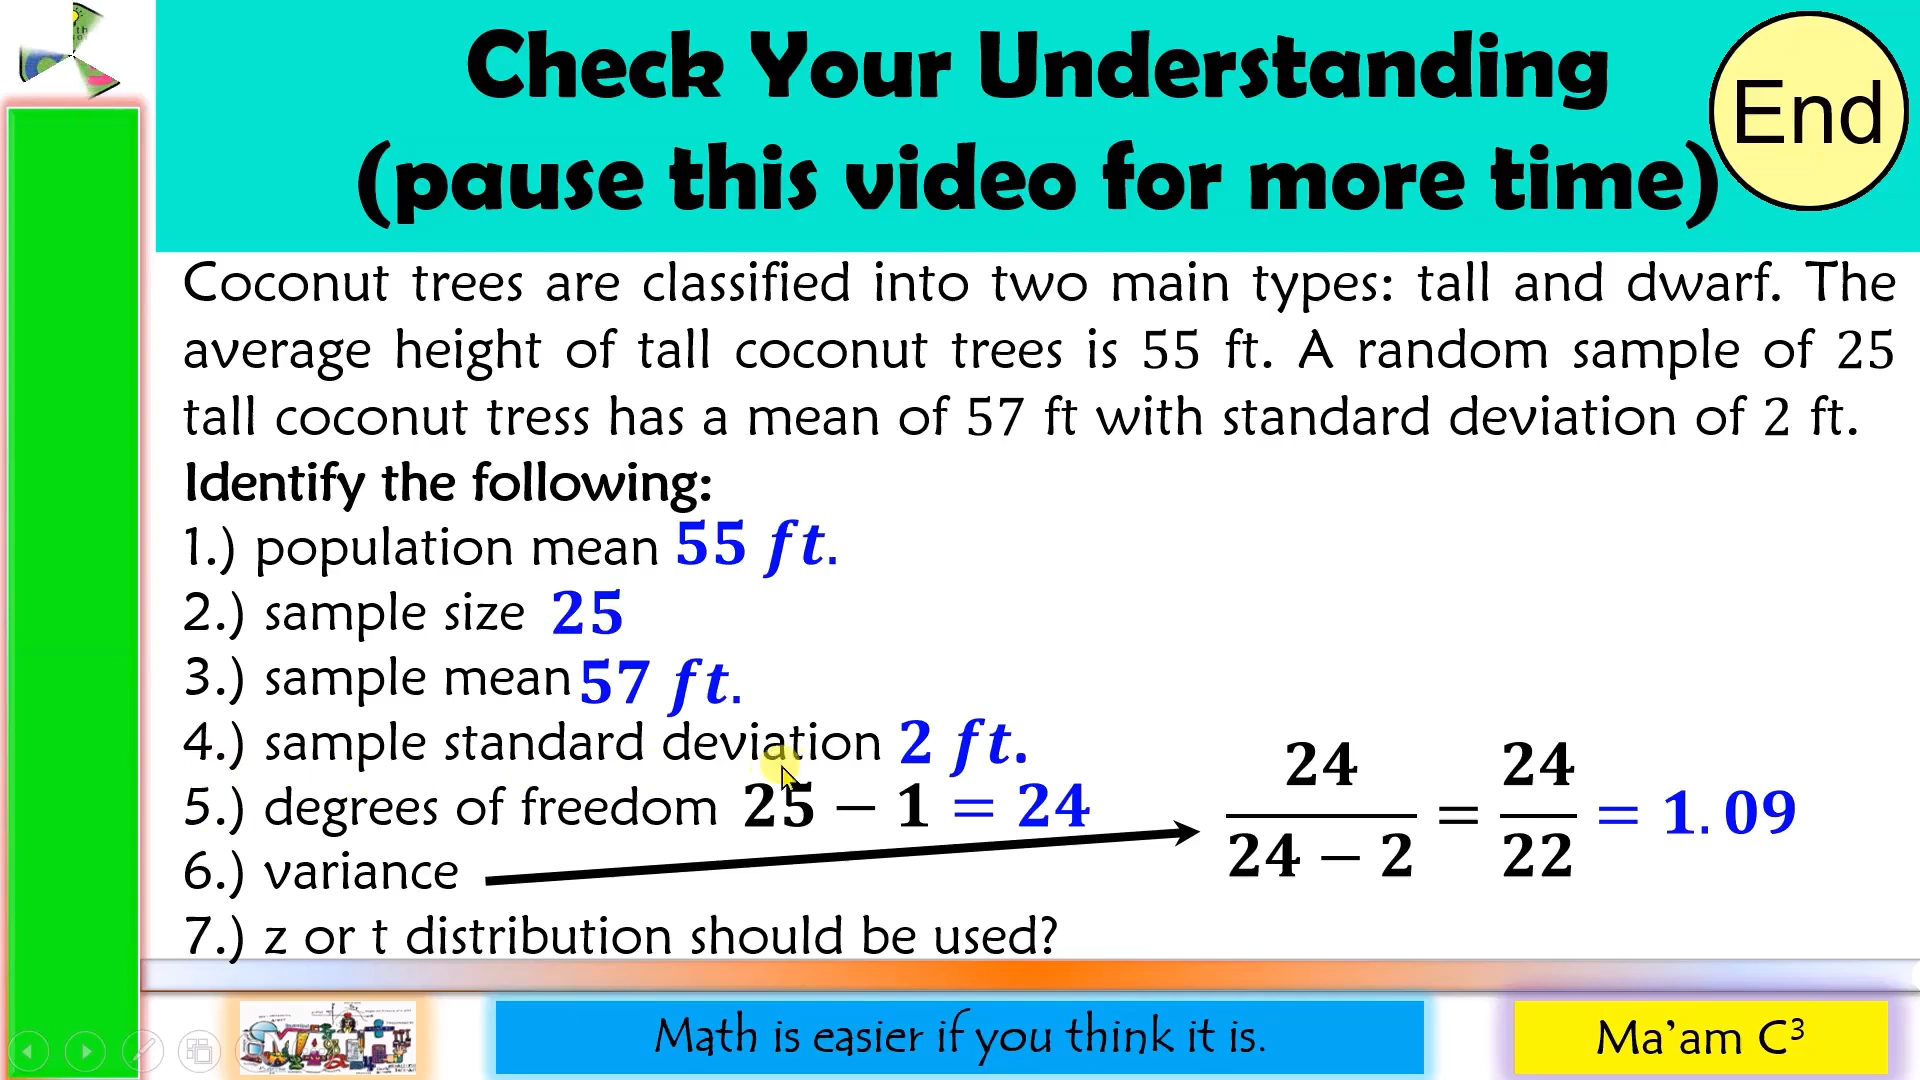 Check Your Understanding
(pause this video for more time)
End
Coconut trees are classified into two main types: tall and dwarf. The
average height of tall coconut trees is 55 ft. A random sample of 25
tall coconut tress has a mean of 57 ft with standard deviation of 2 ft.
Identify the following:
1.) population mean 55 ft.
2.) sample size 25
3.) sample mean 57 ft.
4.) sample standard deviation 2 ft.
5.) degrees of freedom 25 − 1 = 24
6.) variance 24/(24 − 2) = 24/22 = 1.09
7.) z or t distribution should be used?
MATH
Math is easier if you think it is.
Ma'am C³